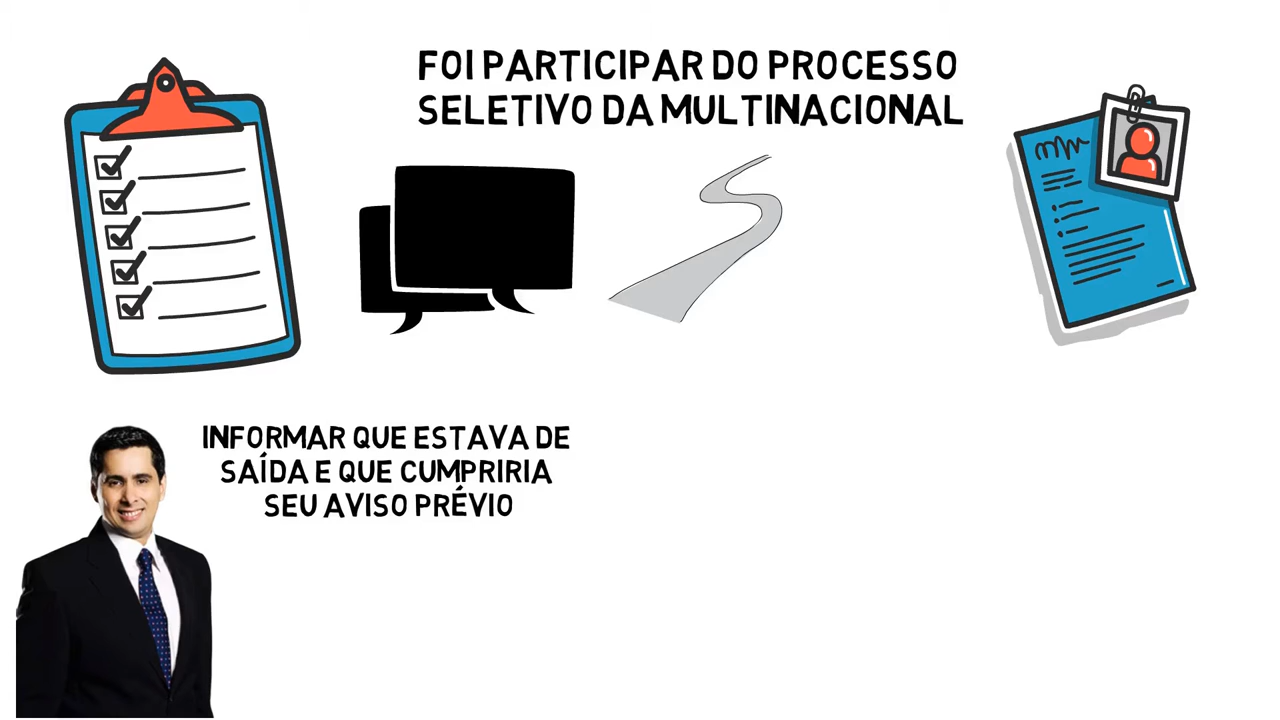 FOI PARTICIPAR DO PROCESSO
SELETIVO DA MULTINACIONAL
INFORMAR QUE ESTAVA DE
SAÍDA E QUE CUMPRIRIA
SEU AVISO PRÉVIO